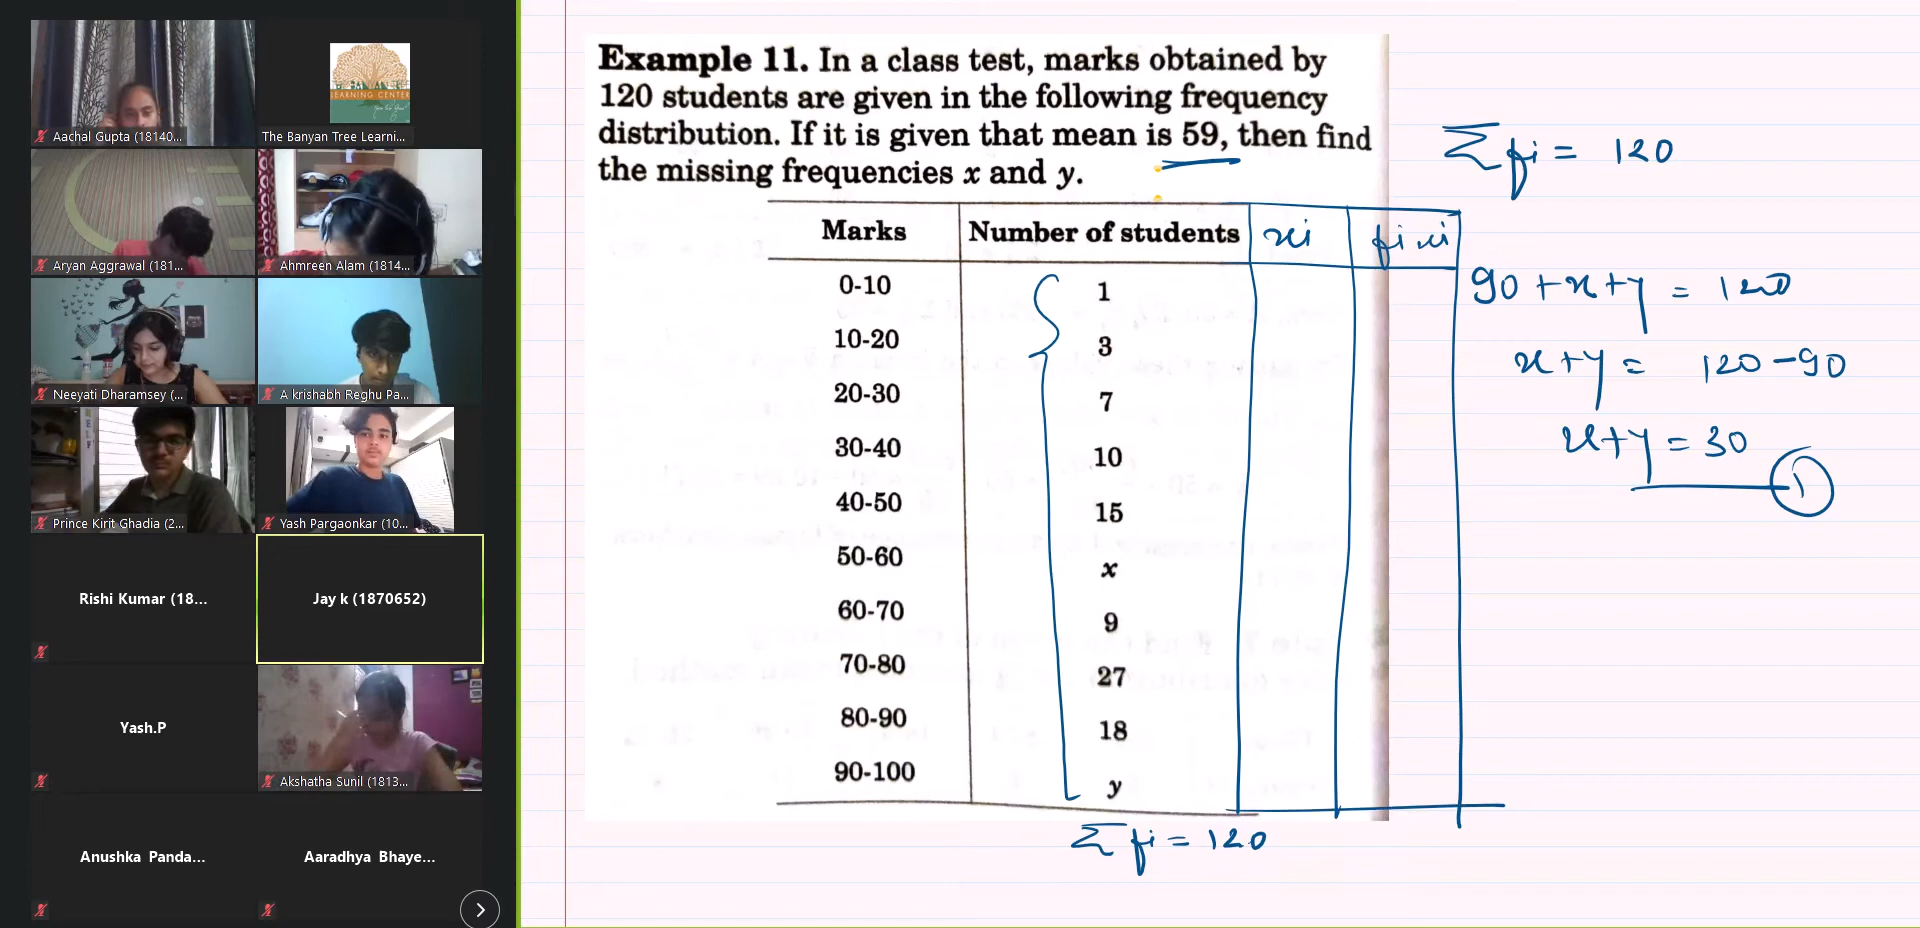 Aachal Gupta (18140...
LEARNING CENTER
The Banyan Tree Learni...
Aryan Aggrawal (181...
Ahmreen Alam (1814...
Neeyati Dharamsey (...
A krishabh Reghu Pa...
Prince Kirit Ghadia (2...
Yash Pargaonkar (10...
Rishi Kumar (18...
Jay k (1870652)
Yash.P
Akshatha Sunil (1813...
Anushka Panda...
Aaradhya Bhaye...
Example 11. In a class test, marks obtained by
120 students are given in the following frequency
distribution. If it is given that mean is 59, then find
the missing frequencies x and y.
Marks Number of students xi fixi
0-10 1
10-20 3
20-30 7
30-40 10
40-50 15
50-60 x
60-70 9
70-80 27
80-90 18
90-100 y
Σfi = 120
Σfi = 120
90 + x + y = 120
x + y = 120 - 90
x + y = 30
1